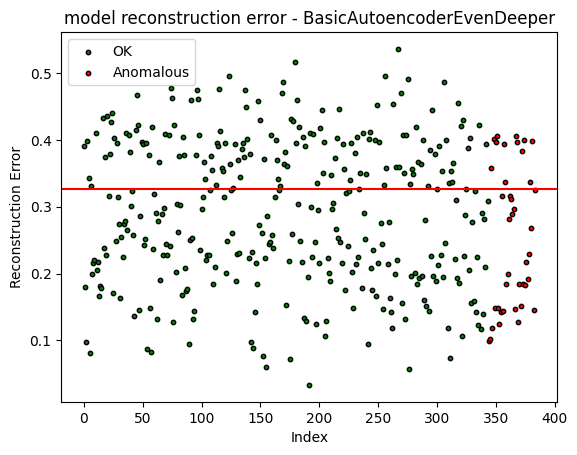 model reconstruction error - BasicAutoencoderEvenDeeper
OK
Anomalous
0.5
0.4
0.3
0.2
0.1
Reconstruction Error
0 50 100 150 200 250 300 350 400
Index